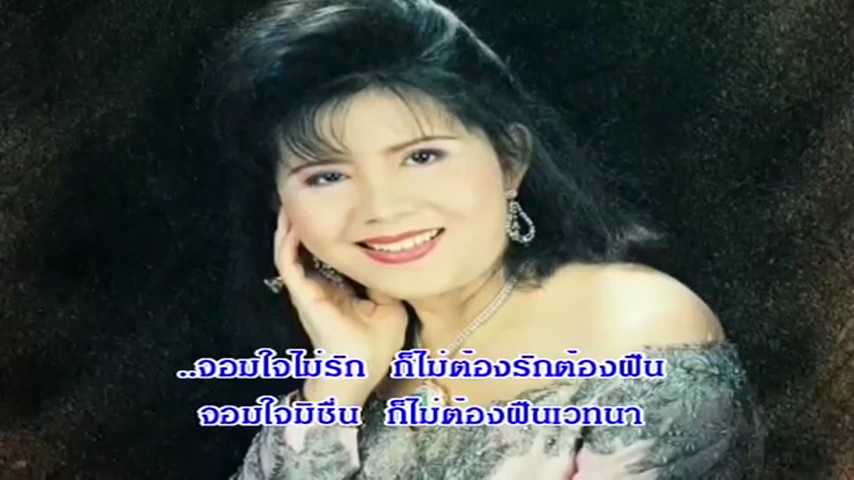 ..จอมใจไม่รัก ก็ไม่ต้องรักต้องฝืน
จอมใจมิชื่น ก็ไม่ต้องฝืนเวทนา